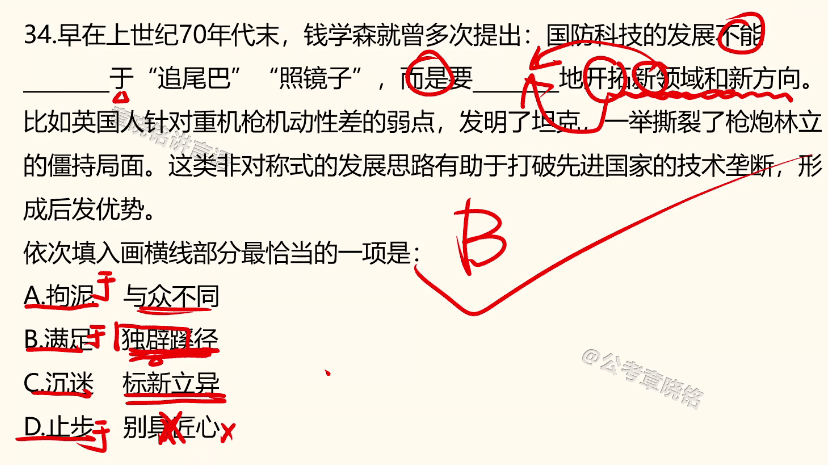 34.早在上世纪70年代末，钱学森就曾多次提出：国防科技的发展不能
________于“追尾巴”“照镜子”，而是要________地开拓新领域和新方向。
比如英国人针对重机枪机动性差的弱点，发明了坦克，一举撕裂了枪炮林立
的僵持局面。这类非对称式的发展思路有助于打破先进国家的技术垄断，形
成后发优势。
B
依次填入画横线部分最恰当的一项是：
A.拘泥 于 与众不同
B.满足 于 独辟蹊径
C.沉迷 标新立异
D.止步 于 别具匠心
@公考章晓铭